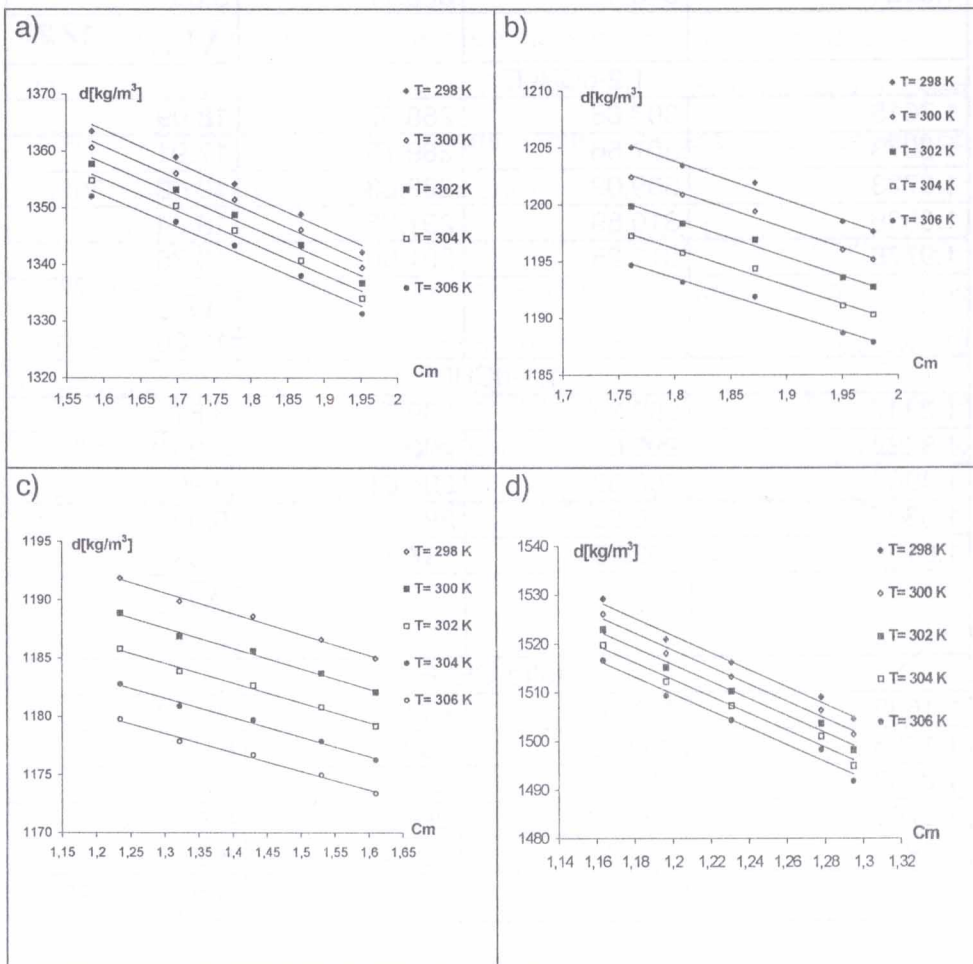 a)
d[kg/m³]
1370
1360
1350
1340
1330
1320
1,55 1,6 1,65 1,7 1,75 1,8 1,85 1,9 1,95 2
Cm
T= 298 K
T= 300 K
T= 302 K
T= 304 K
T= 306 K
b)
d[kg/m³]
1210
1205
1200
1195
1190
1185
1,7 1,75 1,8 1,85 1,9 1,95 2
Cm
T= 298 K
T= 300 K
T= 302 K
T= 304 K
T= 306 K
c)
d[kg/m³]
1195
1190
1185
1180
1175
1170
1,15 1,2 1,25 1,3 1,35 1,4 1,45 1,5 1,55 1,6 1,65
Cm
T= 298 K
T= 300 K
T= 302 K
T= 304 K
T= 306 K
d)
d[kg/m³]
1540
1530
1520
1510
1500
1490
1480
1,14 1,16 1,18 1,2 1,22 1,24 1,26 1,28 1,3 1,32
Cm
T= 298 K
T= 300 K
T= 302 K
T= 304 K
T= 306 K